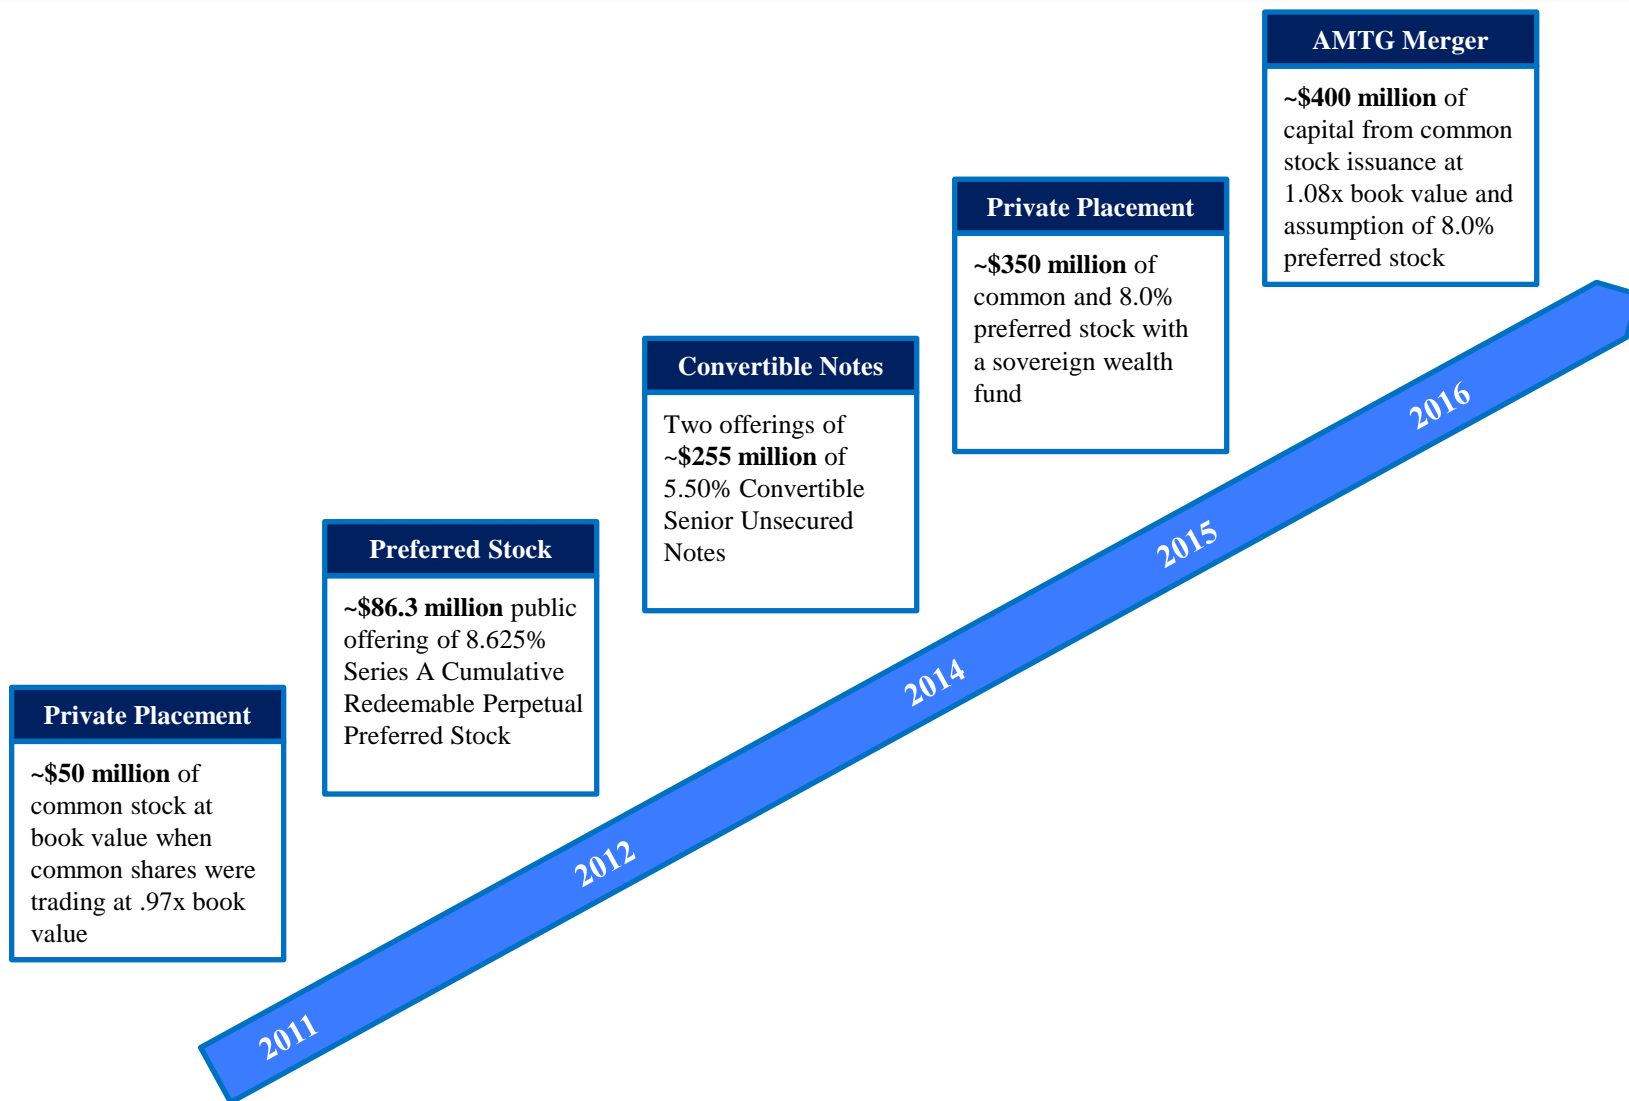 AMTG Merger
~$400 million of
capital from common
stock issuance at
1.08x book value and
assumption of 8.0%
preferred stock
Private Placement
~$350 million of
common and 8.0%
preferred stock with
a sovereign wealth
fund
Convertible Notes
Two offerings of
~$255 million of
5.50% Convertible
Senior Unsecured
Notes
Preferred Stock
~$86.3 million public
offering of 8.625%
Series A Cumulative
Redeemable Perpetual
Preferred Stock
Private Placement
~$50 million of
common stock at
book value when
common shares were
trading at .97x book
value
2011
2012
2014
2015
2016